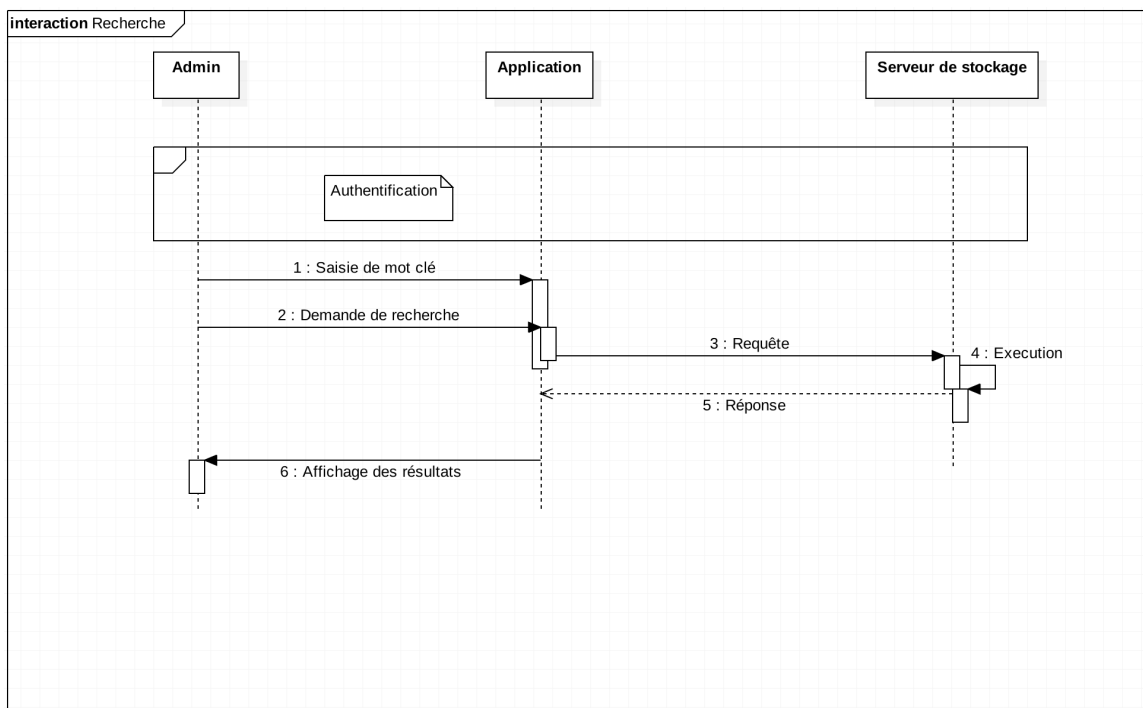 interaction Recherche
Admin
Application
Serveur de stockage
Authentification
1 : Saisie de mot clé
2 : Demande de recherche
3 : Requête
4 : Execution
5 : Réponse
6 : Affichage des résultats